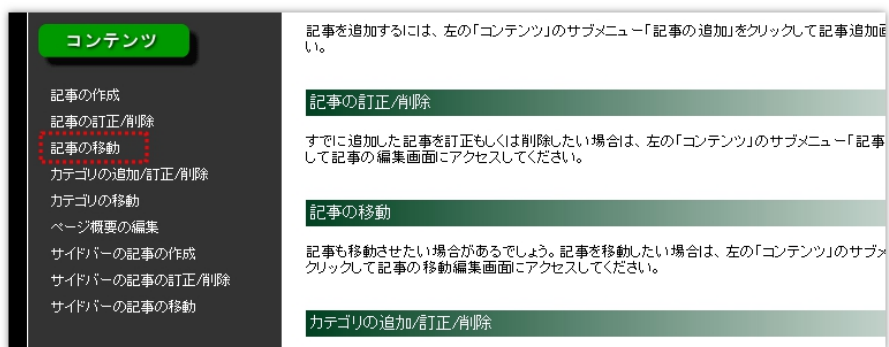 コンテンツ
記事の作成
記事の訂正/削除
記事の移動
カテゴリの追加/訂正/削除
カテゴリの移動
ページ概要の編集
サイドバーの記事の作成
サイドバーの記事の訂正/削除
サイドバーの記事の移動
記事を追加するには、左の「コンテンツ」のサブメニュー「記事の追加」をクリックして記事追加
い。
記事の訂正/削除
すでに追加した記事を訂正もしくは削除したい場合は、左の「コンテンツ」のサブメニュー「記事
して記事の編集画面にアクセスしてください。
記事の移動
記事も移動させたい場合があるでしょう。記事を移動したい場合は、左の「コンテンツ」のサブメ
クリックして記事の移動編集画面にアクセスしてください。
カテゴリの追加/訂正/削除